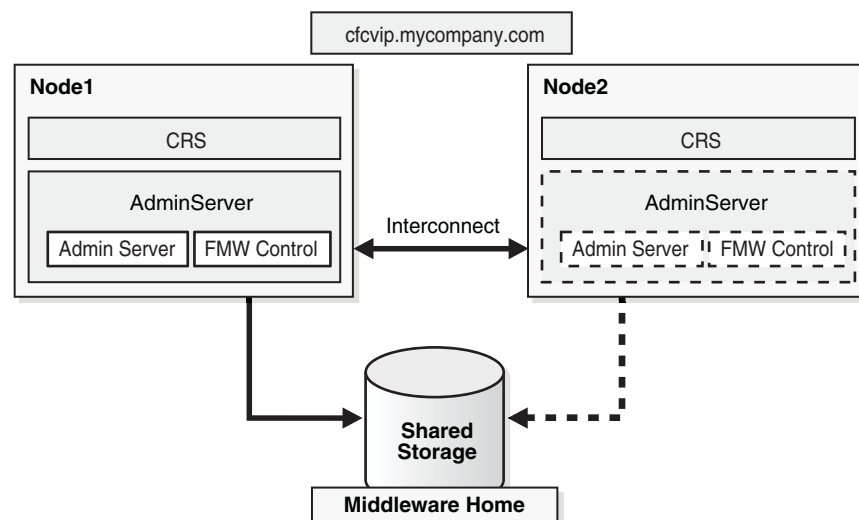 cfcvip.mycompany.com
Node1
CRS
AdminServer
Admin Server
FMW Control
Interconnect
Node2
CRS
AdminServer
Admin Server
FMW Control
Shared
Storage
Middleware Home